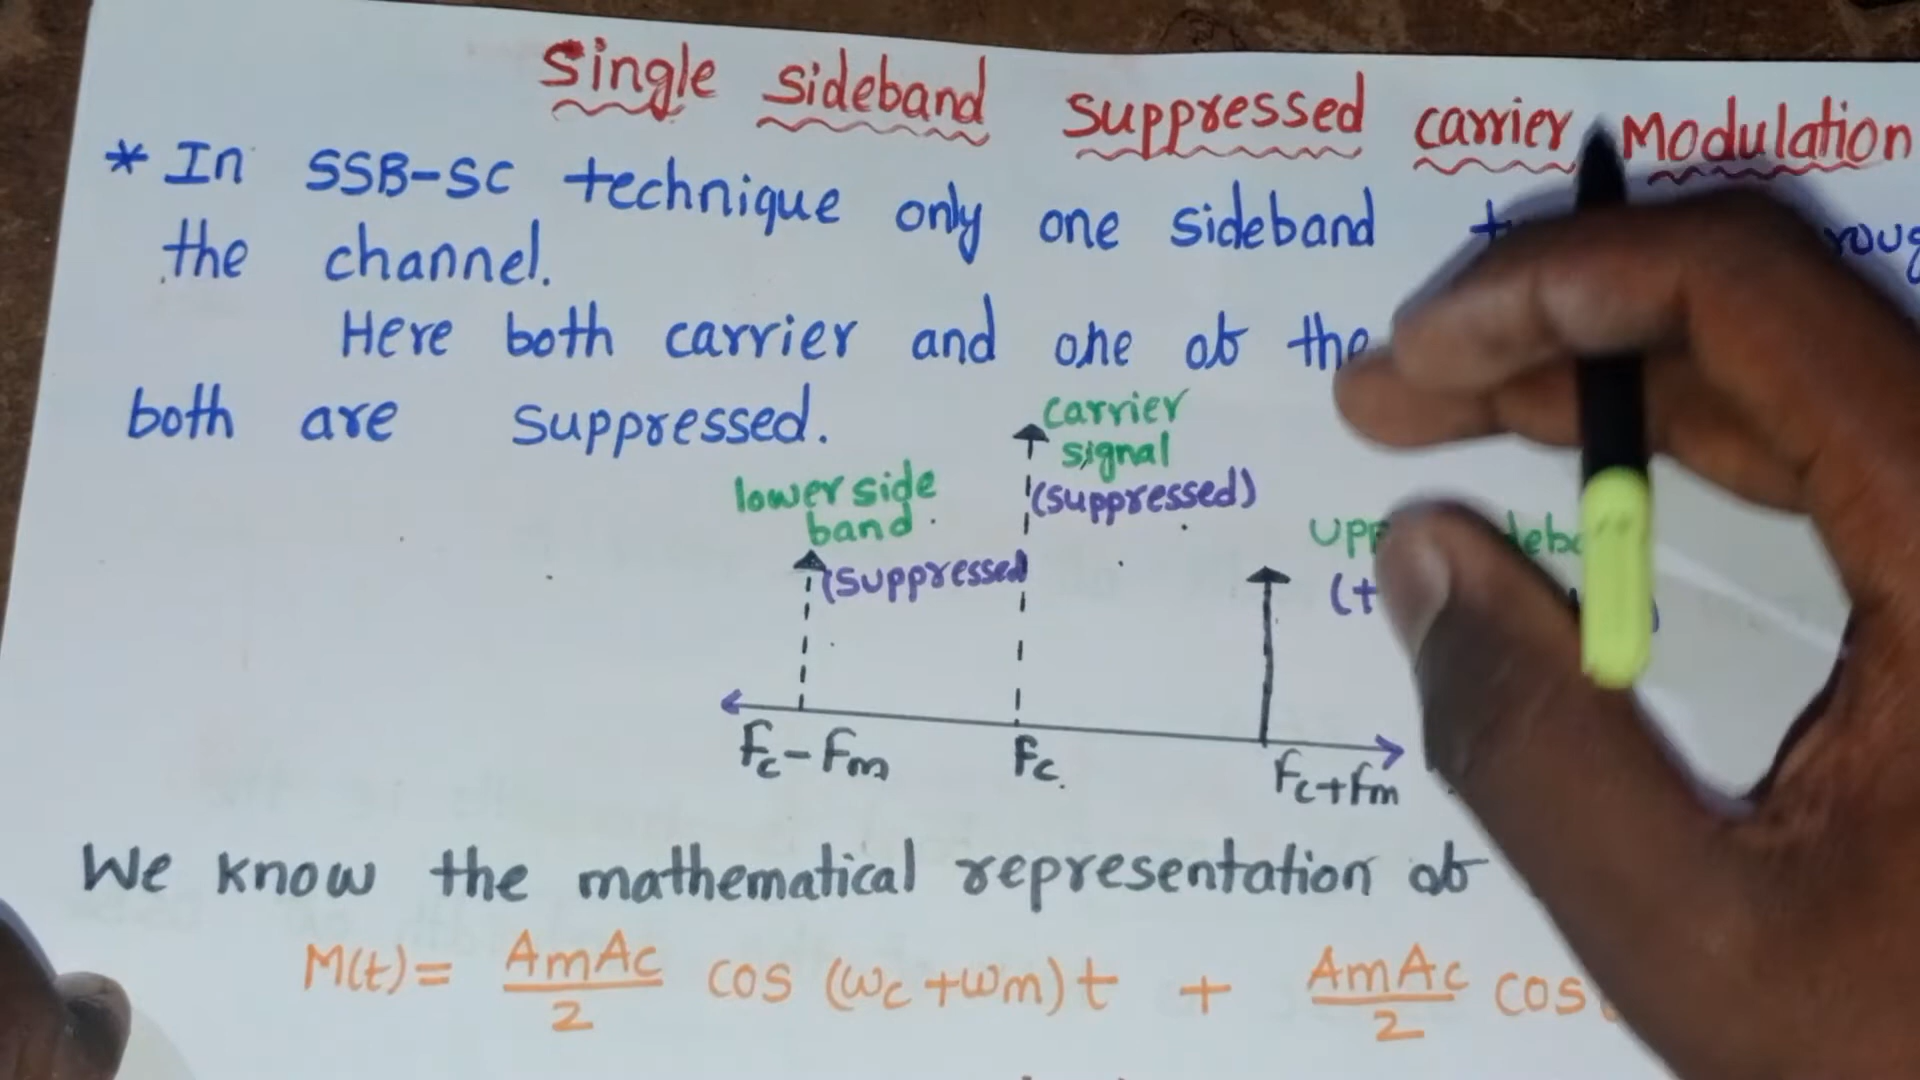 Single Sideband Suppressed carrier Modulation
* In SSB-SC technique only one sideband
the channel.
Here both carrier and one of the
both are suppressed.
carrier
signal
(suppressed)
lower side
band
(suppressed
Fc-Fm
Fc
Fc+Fm
We know the mathematical representation of
M(t) = AmAc/2 cos (ωc+ωm)t + AmAc/2 cos